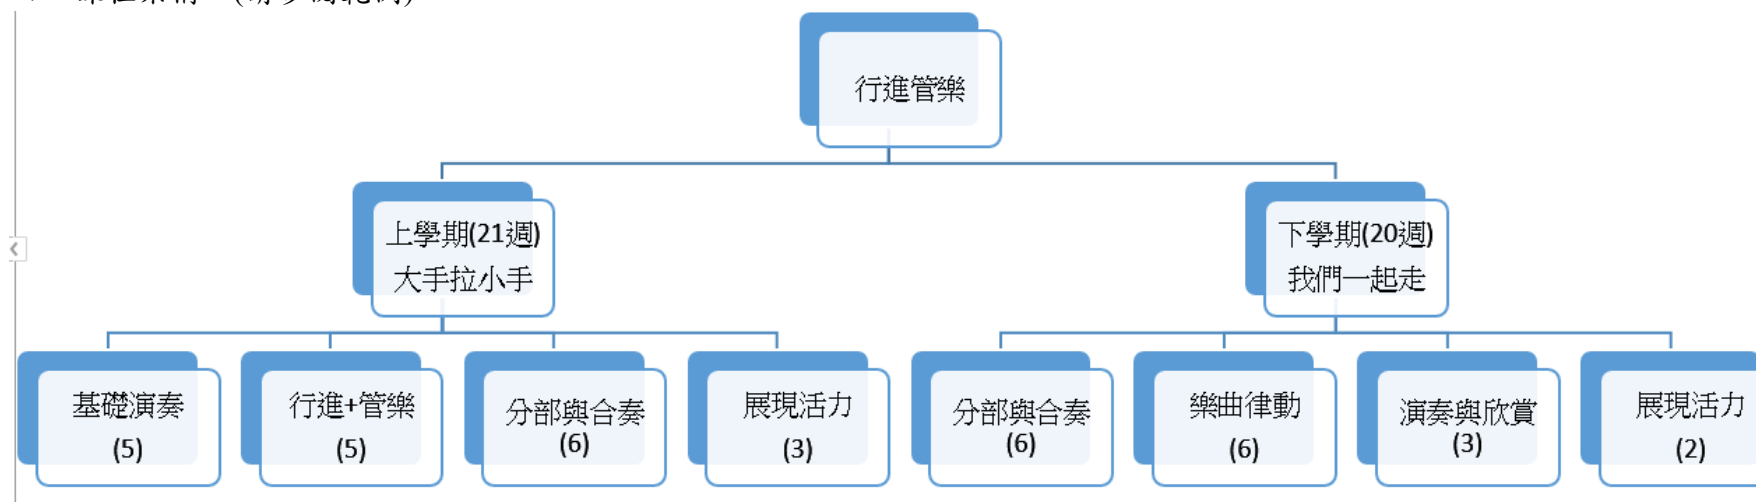 行進管樂
上學期(21週)
大手拉小手
下學期(20週)
我們一起走
基礎演奏
(5)
行進+管樂
(5)
分部與合奏
(6)
展現活力
(3)
分部與合奏
(6)
樂曲律動
(6)
演奏與欣賞
(3)
展現活力
(2)